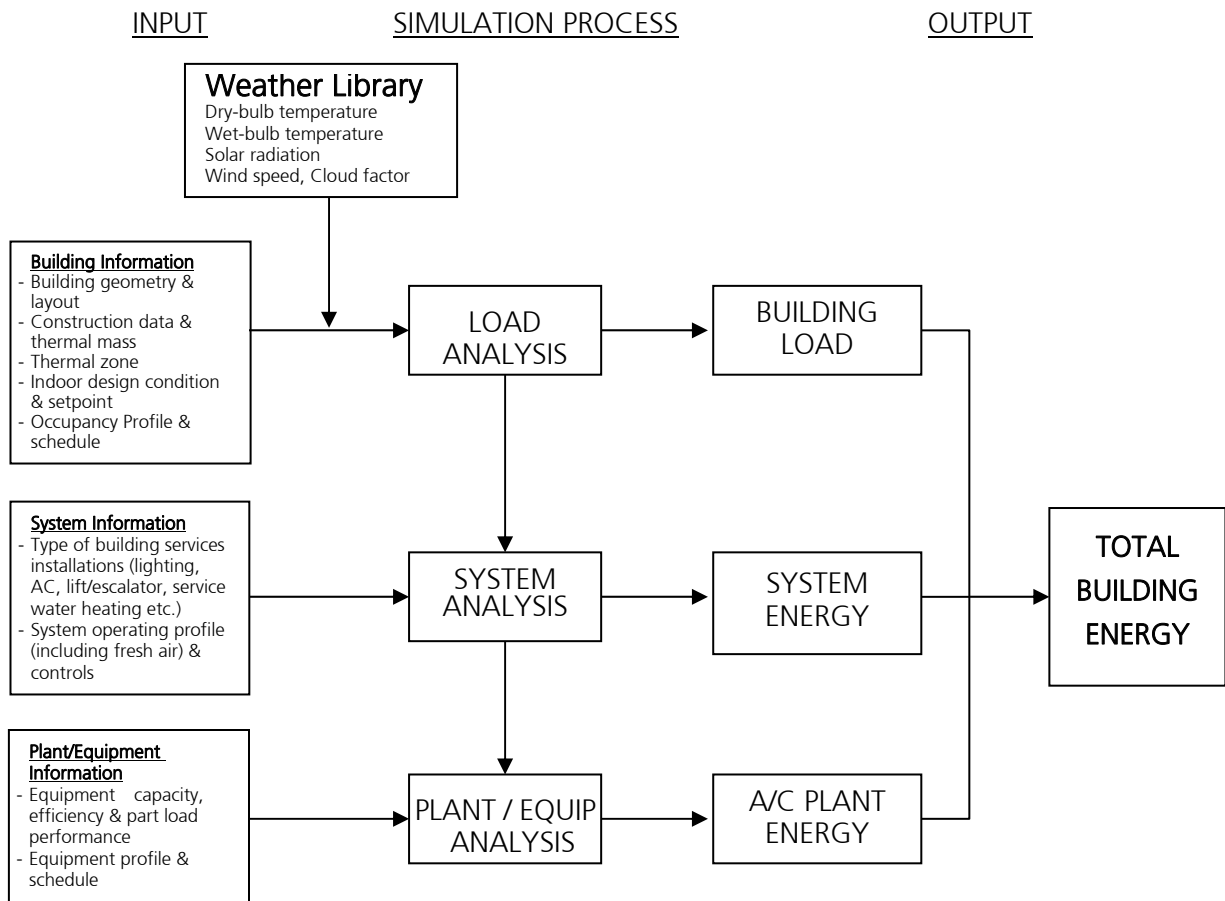 INPUT
SIMULATION PROCESS
OUTPUT
Weather Library
Dry-bulb temperature
Wet-bulb temperature
Solar radiation
Wind speed, Cloud factor
Building Information
- Building geometry &
layout
- Construction data &
thermal mass
- Thermal zone
- Indoor design condition
& setpoint
- Occupancy Profile &
schedule
LOAD
ANALYSIS
BUILDING
LOAD
System Information
- Type of building services
installations (lighting,
AC, lift/escalator, service
water heating etc.)
- System operating profile
(including fresh air) &
controls
SYSTEM
ANALYSIS
SYSTEM
ENERGY
TOTAL
BUILDING
ENERGY
Plant/Equipment
Information
- Equipment capacity,
efficiency & part load
performance
- Equipment profile &
schedule
PLANT / EQUIP
ANALYSIS
A/C PLANT
ENERGY